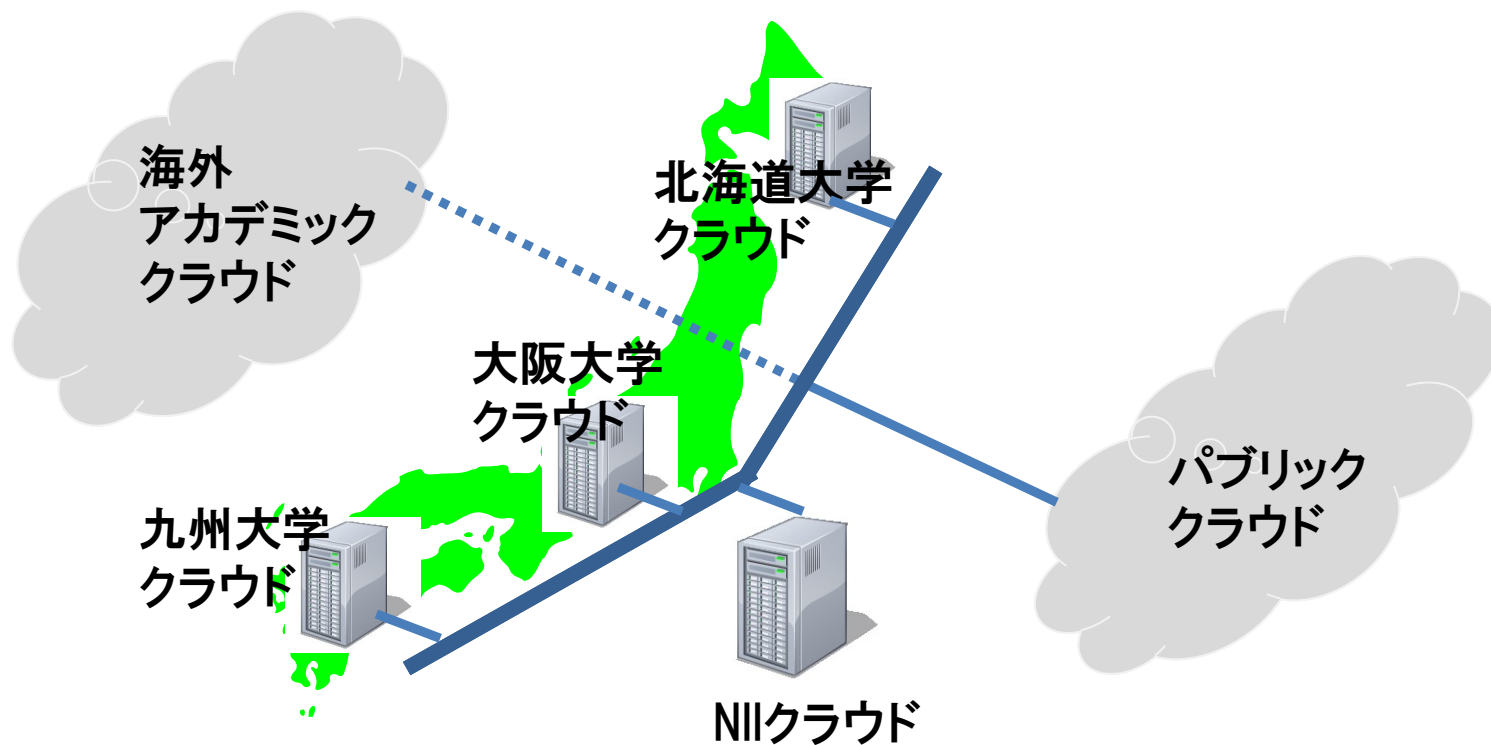 海外
アカデミック
クラウド
北海道大学
クラウド
大阪大学
クラウド
九州大学
クラウド
パブリック
クラウド
NIIクラウド